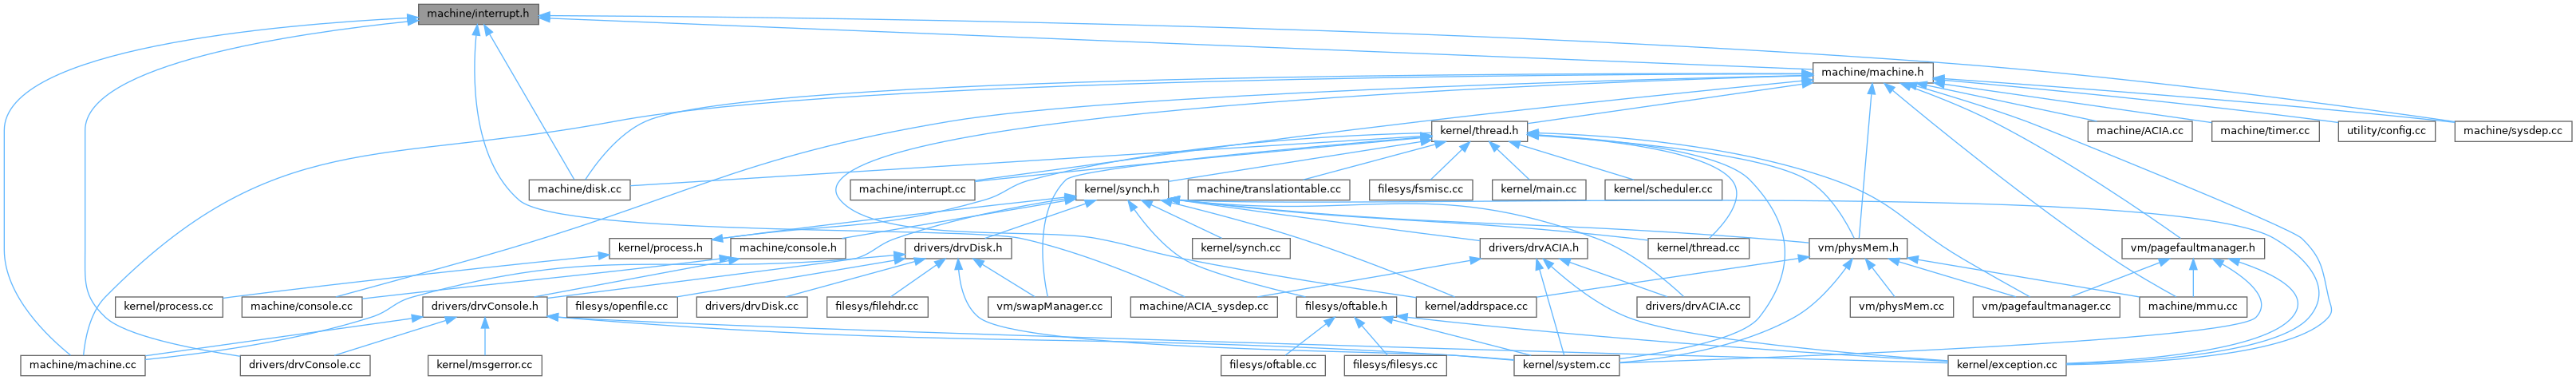 machine/interrupt.h
machine/machine.h
kernel/thread.h
machine/ACIA.cc
machine/timer.cc
utility/config.cc
machine/sysdep.cc
machine/disk.cc
machine/interrupt.cc
kernel/synch.h
machine/translationtable.cc
filesys/fsmisc.cc
kernel/main.cc
kernel/scheduler.cc
kernel/process.h
machine/console.h
drivers/drvDisk.h
kernel/synch.cc
drivers/drvACIA.h
kernel/thread.cc
vm/physMem.h
vm/pagefaultmanager.h
kernel/process.cc
machine/console.cc
drivers/drvConsole.h
filesys/openfile.cc
drivers/drvDisk.cc
filesys/filehdr.cc
vm/swapManager.cc
machine/ACIA_sysdep.cc
filesys/oftable.h
kernel/addrspace.cc
drivers/drvACIA.cc
vm/physMem.cc
vm/pagefaultmanager.cc
machine/mmu.cc
machine/machine.cc
drivers/drvConsole.cc
kernel/msgerror.cc
filesys/oftable.cc
filesys/filesys.cc
kernel/system.cc
kernel/exception.cc